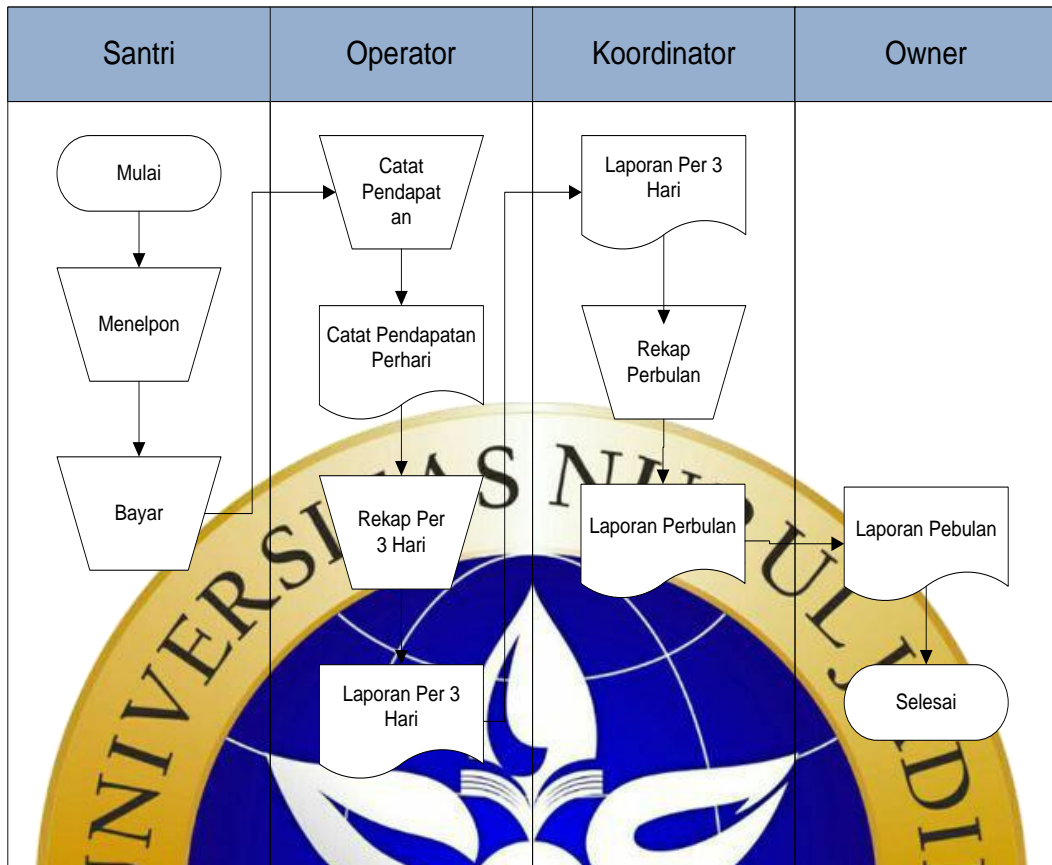 Santri
Operator
Koordinator
Owner
Mulai
Menelpon
Bayar
Catat
Pendapat
an
Catat Pendapatan
Perhari
Rekap Per
3 Hari
Laporan Per 3
Hari
Laporan Per 3
Hari
Rekap
Perbulan
Laporan Perbulan
Laporan Pebulan
Selesai
UNIVERSITAS